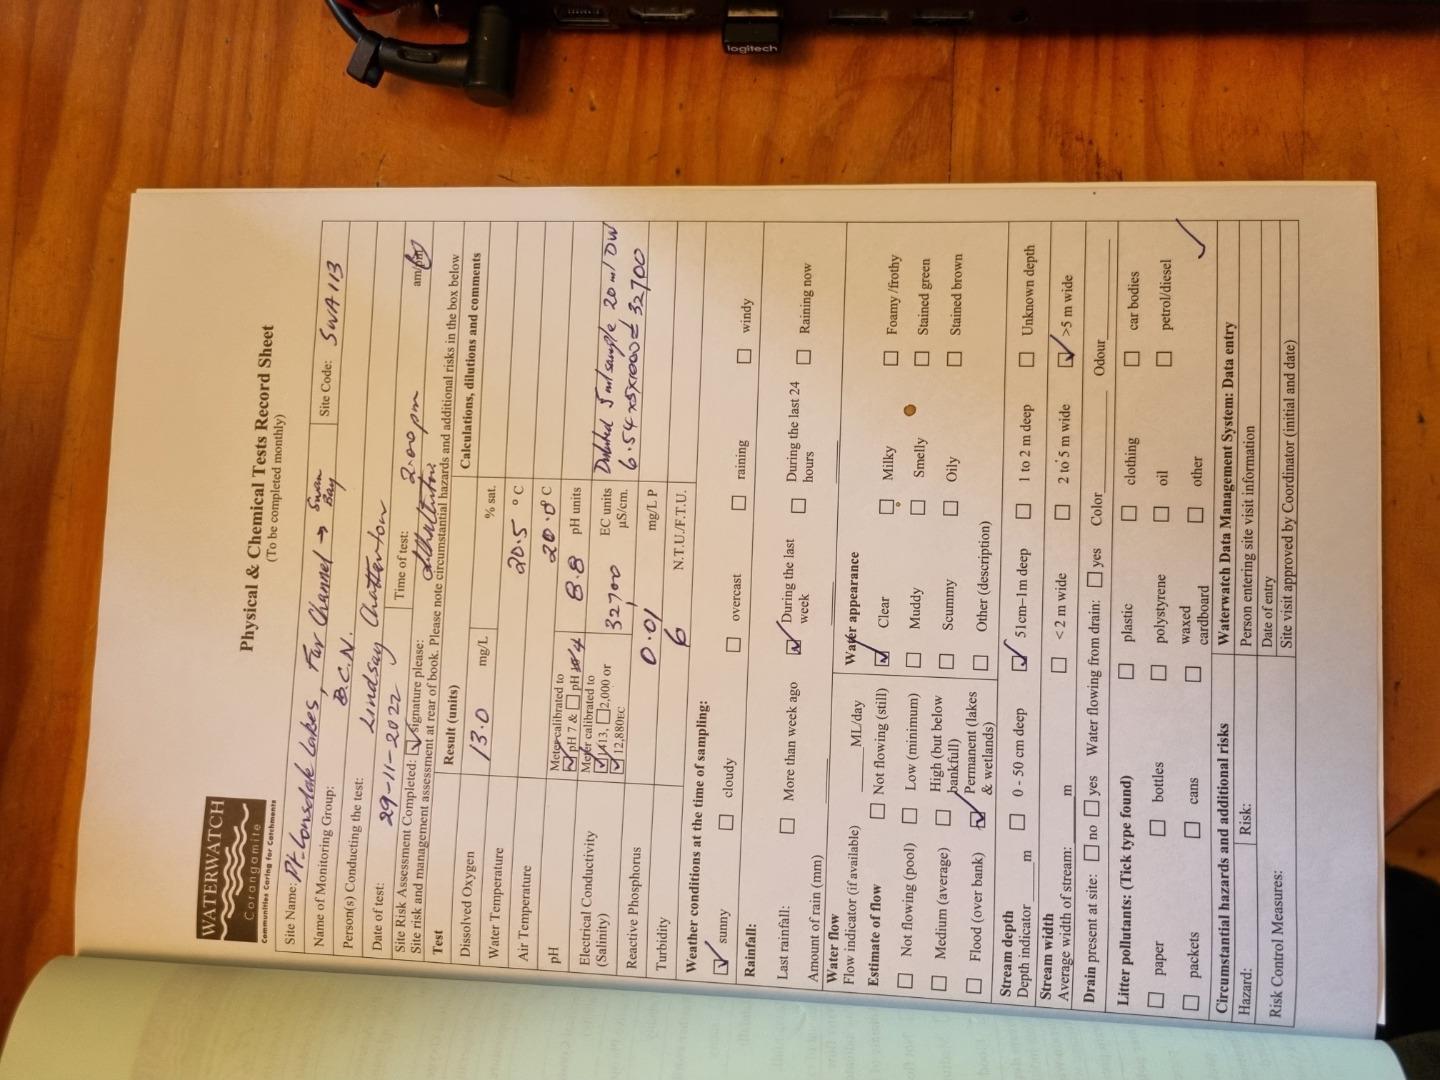 logitech
WATERWATCH
Corangamite
Communities Caring for Catchments
Physical & Chemical Tests Record Sheet
(To be completed monthly)
Site Name: Pt-Lonsdale Lakes, Far Channel → Swan Bay Site Code: SWA113
Name of Monitoring Group: B.C.N.
Person(s) Conducting the test: Lindsay Chatterton
Date of test: 29-11-2022 Time of test: 2.00pm am/pm
Site Risk Assessment Completed: ☑ signature please:
Site risk and management assessment at rear of book. Please note circumstantial hazards and additional risks in the box below
Test Result (units) Calculations, dilutions and comments
Dissolved Oxygen 13.0 mg/L % sat.
Water Temperature 20.5 °C
Air Temperature 20.8 °C
pH Meter calibrated to ☑ pH 7 & ☐ pH 4 8.8 pH units
Electrical Conductivity (Salinity) Meter calibrated to ☑ 1413, ☐ 2,000 or ☑ 12,880EC 32700 EC units µS/cm. Diluted 5ml sample 20ml DW
6.54x5x1000= 32700
Reactive Phosphorus 0.01 mg/L P
Turbidity 6 N.T.U./F.T.U.
Weather conditions at the time of sampling:
☑ sunny ☐ cloudy ☐ overcast ☐ raining ☐ windy
Rainfall:
Last rainfall: ☐ More than week ago ☑ During the last week ☐ During the last 24 hours ☐ Raining now
Amount of rain (mm)
Water flow
Flow indicator (if available) ML/day
Estimate of flow ☐ Not flowing (still)
☐ Not flowing (pool) ☐ Low (minimum)
☐ Medium (average) ☐ High (but below bankfull)
☐ Flood (over bank) ☑ Permanent (lakes & wetlands)
Water appearance
☑ Clear ☐ Milky ☐ Foamy /frothy
☐ Muddy ☐ Smelly ☐ Stained green
☐ Scummy ☐ Oily ☐ Stained brown
☐ Other (description)
Stream depth
Depth indicator m ☐ 0 - 50 cm deep ☑ 51cm–1m deep ☐ 1 to 2 m deep ☐ Unknown depth
Stream width
Average width of stream: m ☐ < 2 m wide ☐ 2 to 5 m wide ☑ >5 m wide
Drain present at site: ☐ no ☐ yes Water flowing from drain: ☐ yes Color Odour
Litter pollutants: (Tick type found)
☐ paper ☐ bottles ☐ plastic ☐ clothing ☐ car bodies
☐ packets ☐ cans ☐ polystyrene ☐ oil ☐ petrol/diesel
☐ waxed cardboard ☐ other
Circumstantial hazards and additional risks
Hazard: Risk:
Risk Control Measures:
Waterwatch Data Management System: Data entry
Person entering site visit information
Date of entry
Site visit approved by Coordinator (initial and date)